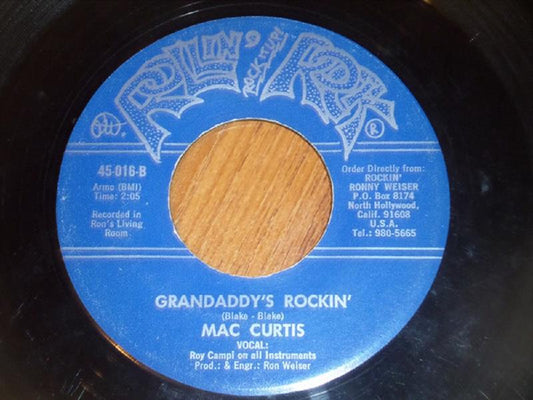 ROLLIN' ROCK
ROCK IT UP!
®
45-016-B
Armo (BMI)
Time: 2:05
Recorded in
Ron's Living
Room
Order Directly from:
ROCKIN'
RONNY WEISER
P.O. Box 8174
North Hollywood,
Calif. 91608
U.S.A.
Tel.: 980-5665
GRANDADDY'S ROCKIN'
(Blake - Blake)
MAC CURTIS
VOCAL:
Roy Campi on all Instruments
Prod.: & Engr.: Ron Weiser